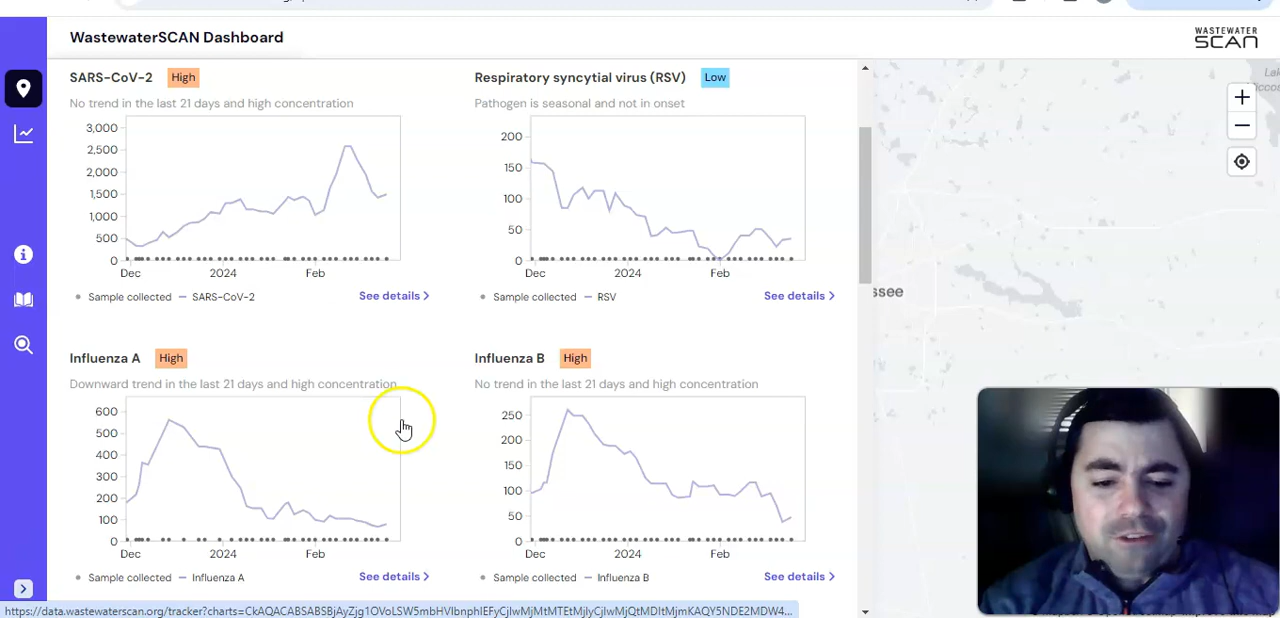 WastewaterSCAN Dashboard
WASTEWATER
SCAN
SARS-CoV-2 High
No trend in the last 21 days and high concentration
3,000
2,500
2,000
1,500
1,000
500
0
Dec 2024 Feb
Sample collected SARS-CoV-2
See details
Respiratory syncytial virus (RSV) Low
Pathogen is seasonal and not in onset
200
150
100
50
0
Dec 2024 Feb
Sample collected RSV
See details
Influenza A High
Downward trend in the last 21 days and high concentration
600
500
400
300
200
100
0
Dec 2024 Feb
Sample collected Influenza A
See details
Influenza B High
No trend in the last 21 days and high concentration
250
200
150
100
50
0
Dec 2024 Feb
Sample collected Influenza B
See details
ssee